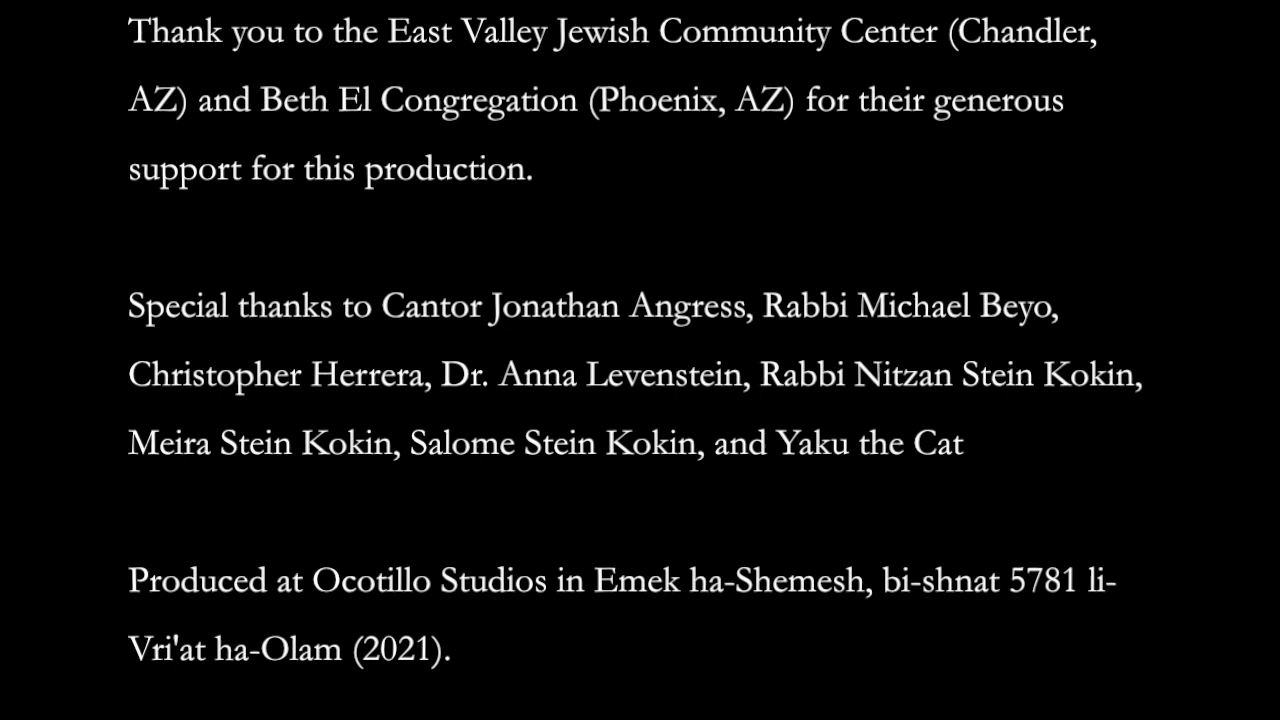 Thank you to the East Valley Jewish Community Center (Chandler,
AZ) and Beth El Congregation (Phoenix, AZ) for their generous
support for this production.
Special thanks to Cantor Jonathan Angress, Rabbi Michael Beyo,
Christopher Herrera, Dr. Anna Levenstein, Rabbi Nitzan Stein Kokin,
Meira Stein Kokin, Salome Stein Kokin, and Yaku the Cat
Produced at Ocotillo Studios in Emek ha-Shemesh, bi-shnat 5781 li-
Vri'at ha-Olam (2021).